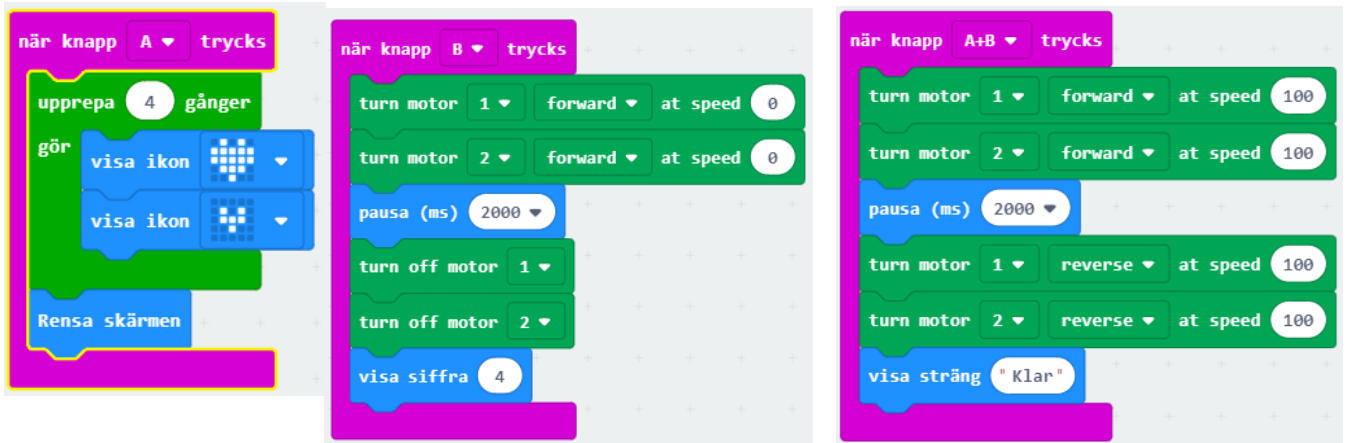 när knapp A trycks
upprepa 4 gånger
gör
visa ikon
visa ikon
Rensa skärmen
när knapp B trycks
turn motor 1 forward at speed 0
turn motor 2 forward at speed 0
pausa (ms) 2000
turn off motor 1
turn off motor 2
visa siffra 4
när knapp A+B trycks
turn motor 1 forward at speed 100
turn motor 2 forward at speed 100
pausa (ms) 2000
turn motor 1 reverse at speed 100
turn motor 2 reverse at speed 100
visa sträng "Klar"